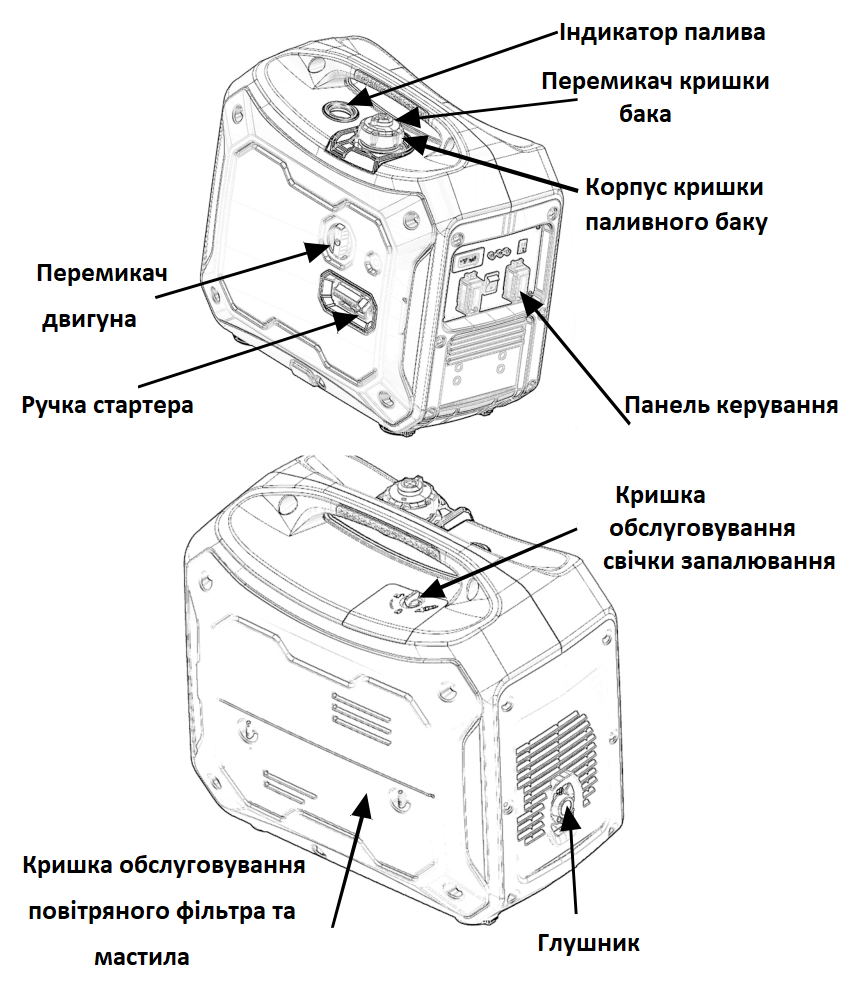 Індикатор палива
Перемикач кришки
бака
Корпус кришки
паливного баку
Перемикач
двигуна
Ручка стартера
Панель керування
Кришка
обслуговування
свічки запалювання
Кришка обслуговування
повітряного фільтра та
мастила
Глушник